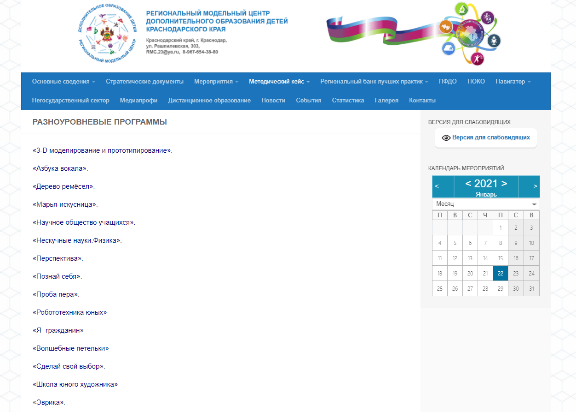 РЕГИОНАЛЬНЫЙ МОДЕЛЬНЫЙ ЦЕНТР
ДОПОЛНИТЕЛЬНОГО ОБРАЗОВАНИЯ ДЕТЕЙ
КРАСНОДАРСКОГО КРАЯ
Краснодарский край, г. Краснодар,
ул. Рашпилевская, 303,
Основные сведения Стратегические документы Мероприятия Методический кейс Региональный банк лучших практик ПФДО НОКО Навигатор
Негосударственный сектор Медиапрофи Дистанционное образование Новости События Статистика Галерея Контакты
РАЗНОУРОВНЕВЫЕ ПРОГРАММЫ
«3-D моделирование и прототипирование».
«Азбука вокала».
«Дерево ремёсел».
«Марья-искусница».
«Научное общество учащихся».
«Нескучные науки.Физика».
«Перспектива».
«Познай себя».
«Проба пера».
«Робототехника юных»
«Я гражданин»
«Волшебные петельки»
«Сделай свой выбор».
«Школа юного художника»
«Эврика».
ВЕРСИЯ ДЛЯ СЛАБОВИДЯЩИХ
Версия для слабовидящих
КАЛЕНДАРЬ МЕРОПРИЯТИЙ
< < 2021 > >
Январь
Месяц
П В С Ч П С В
1 2 3
4 5 6 7 8 9 10
11 12 13 14 15 16 17
18 19 20 21 22 23 24
25 26 27 28 29 30 31